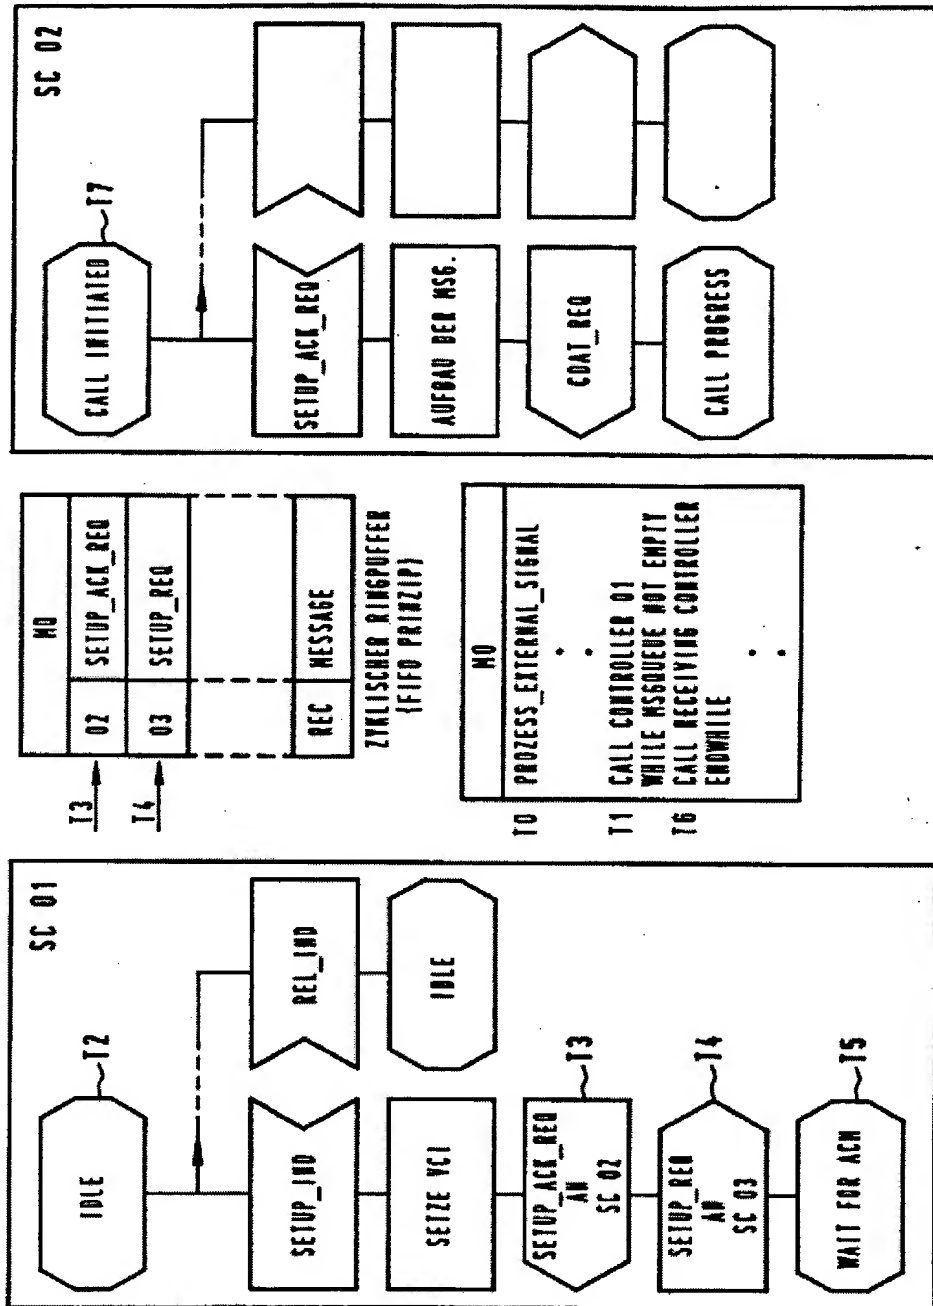 SC 01
IDLE
T2
SETUP_IND
REL_IND
SETZE VCI
IDLE
SETUP_ACK_REQ
AN
SC 02
T3
SETUP_REQ
AN
SC 03
T4
WAIT FOR ACM
T5
MQ
T3
02 SETUP_ACK_REQ
T4
03 SETUP_REQ
REC MESSAGE
ZYKLISCHER RINGPUFFER
(FIFO PRINZIP)
MO
T0 PROZESS_EXTERNAL_SIGNAL
T1 CALL CONTROLLER 01
WHILE MSGQUEUE NOT EMPTY
T6 CALL RECEIVING CONTROLLER
ENDWHILE
SC 02
CALL INITIATED
T7
SETUP_ACK_REQ
AUFBAU DER MSG.
CDAT_REQ
CALL PROGRESS